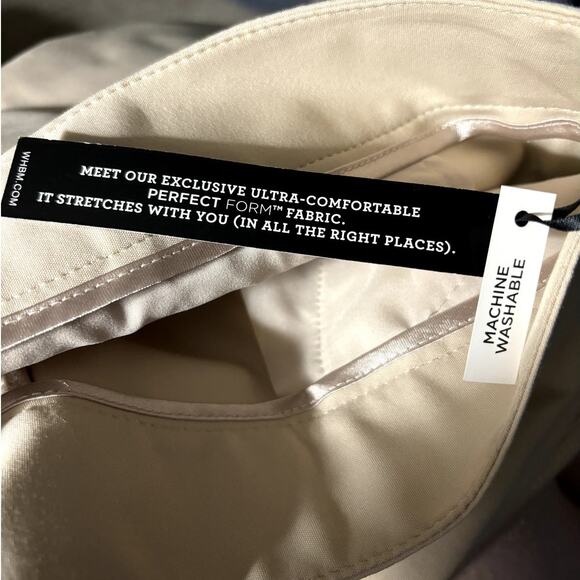 WHBM.COM
MEET OUR EXCLUSIVE ULTRA-COMFORTABLE
PERFECT FORM™ FABRIC.
IT STRETCHES WITH YOU (IN ALL THE RIGHT PLACES).
MACHINE
WASHABLE